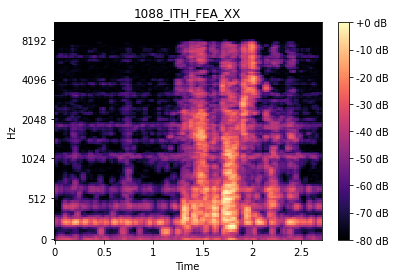 1088_ITH_FEA_XX
+0 dB
8192
-10 dB
-20 dB
4096
-30 dB
Hz
2048
-40 dB
1024
-50 dB
512
-60 dB
-70 dB
0
-80 dB
0 0.5 1 1.5 2 2.5
Time